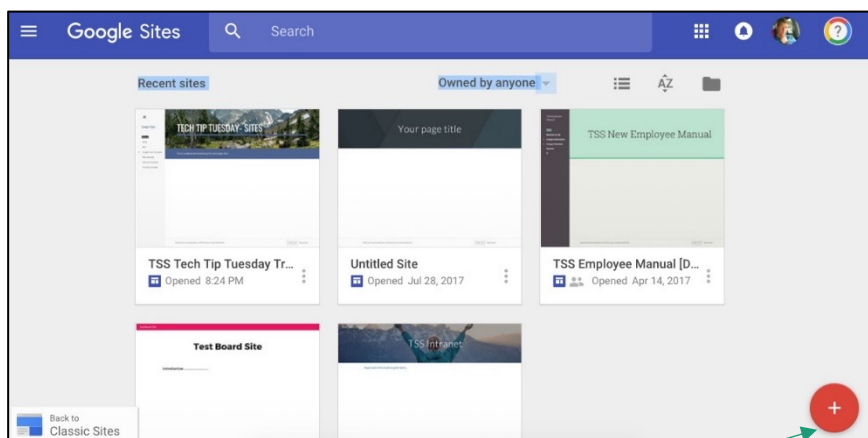 Google Sites
Search
Recent sites
Owned by anyone
AZ
TECH TIP TUESDAY- SITES
Your page title
TSS New Employee Manual
TSS Tech Tip Tuesday Tr...
Opened 8:24 PM
Untitled Site
Opened Jul 28, 2017
TSS Employee Manual [D...
Opened Apr 14, 2017
Test Board Site
Introduction
TSS Intranet
Back to
Classic Sites
+
?